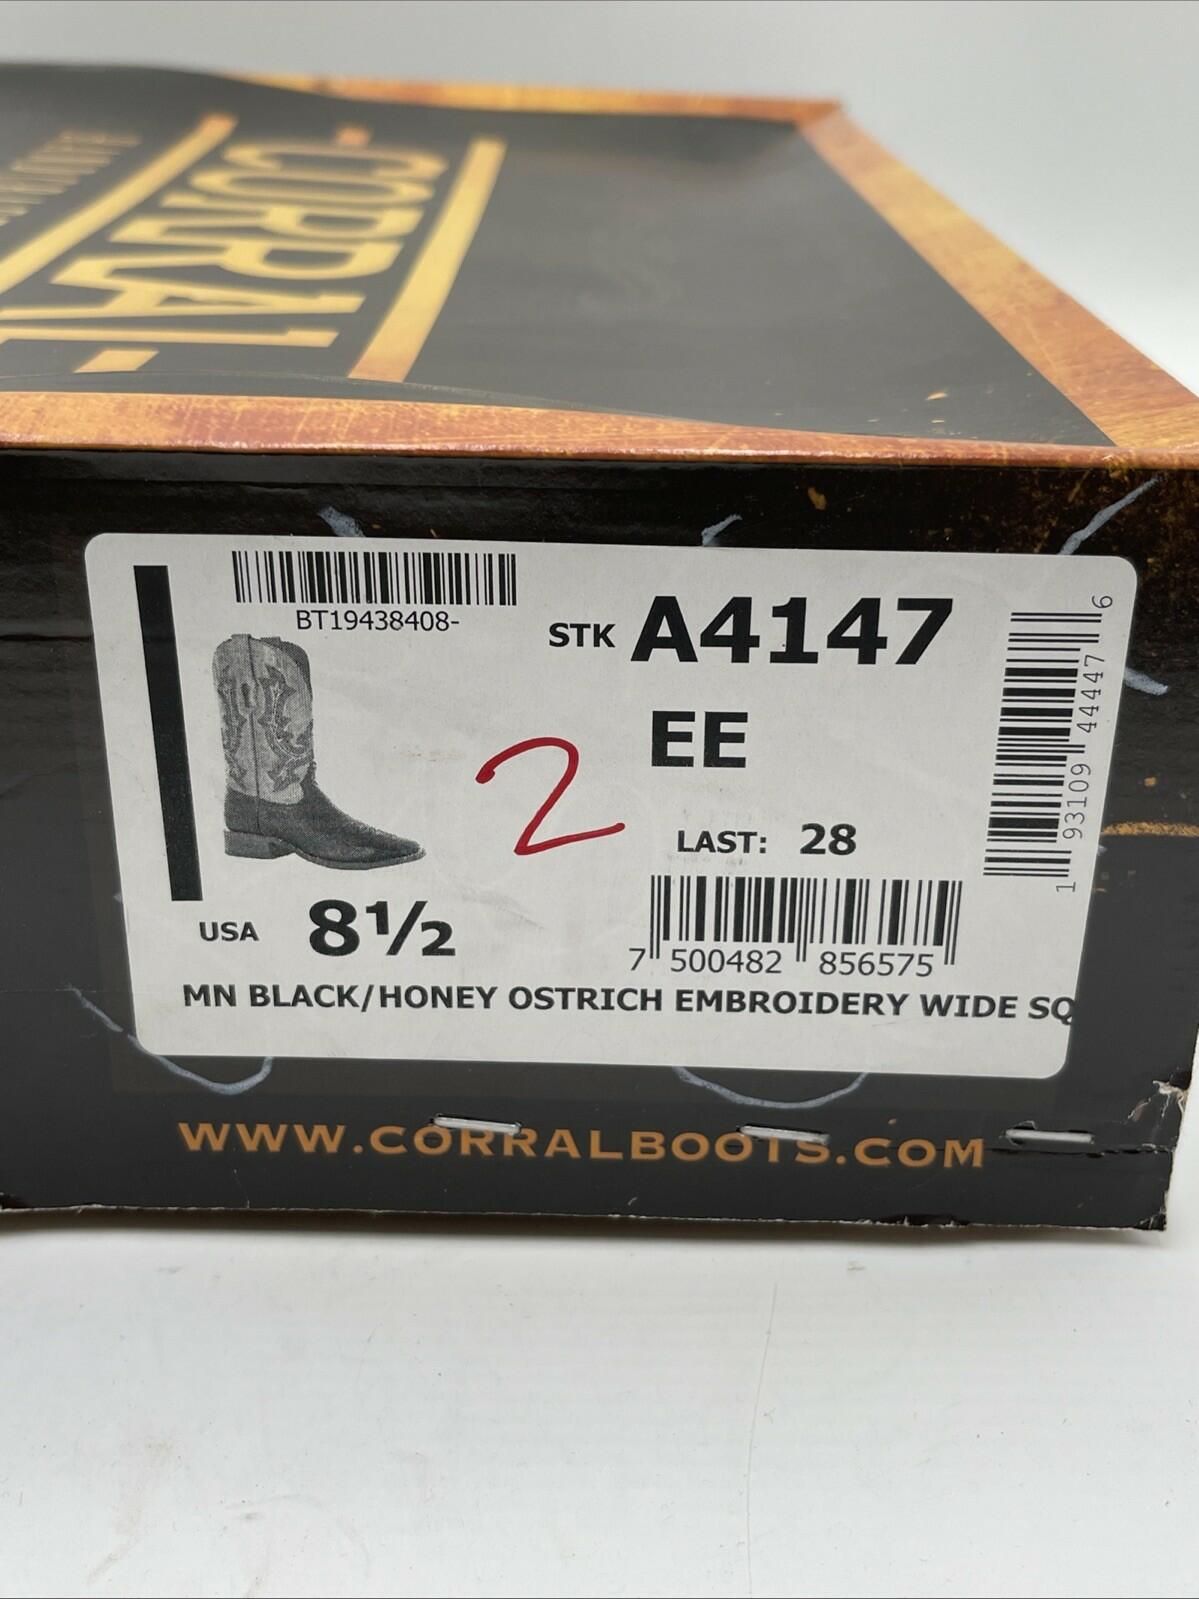 CORRAL
BT19438408-
STK A4147
EE
2
LAST: 28
1 93109 44447 6
USA 8½
7 500482 856575
MN BLACK/HONEY OSTRICH EMBROIDERY WIDE SQ
WWW.CORRALBOOTS.COM